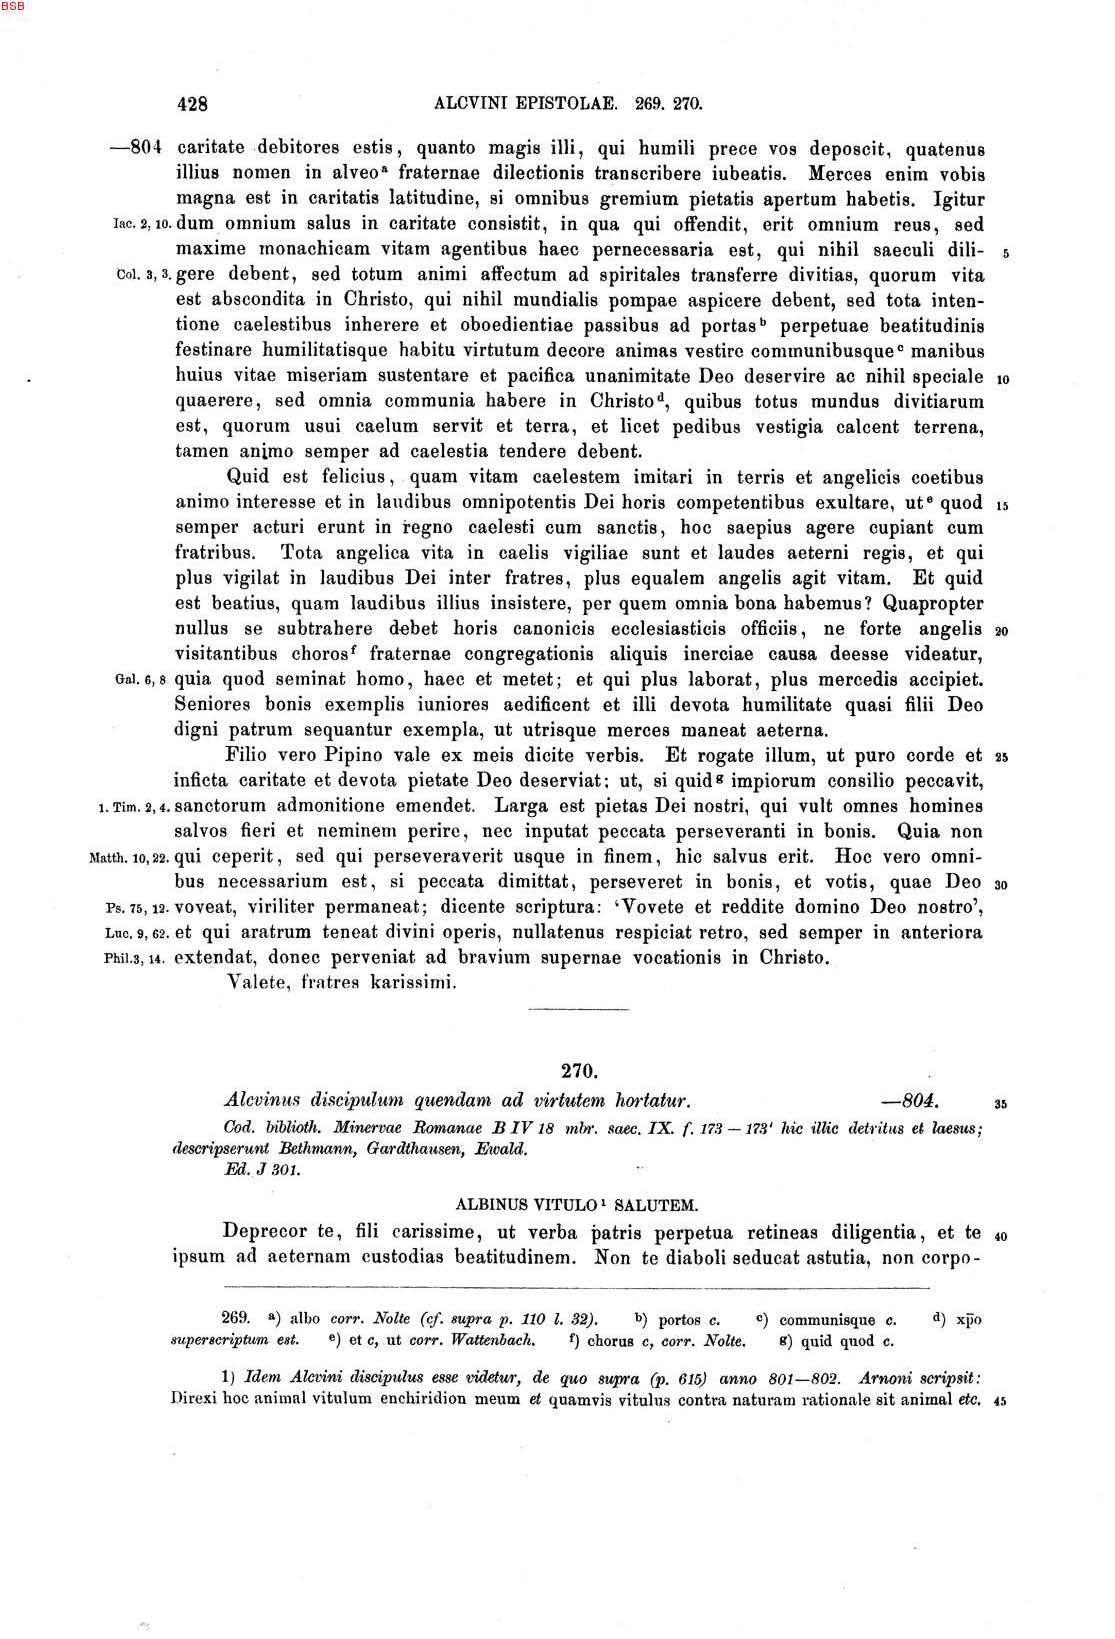 BSB
428 ALCVINI EPISTOLAE. 269. 270.
—804 caritate debitores estis, quanto magis illi, qui humili prece vos deposcit, quatenus
illius nomen in alveoᵃ fraternae dilectionis transcribere iubeatis. Merces enim vobis
magna est in caritatis latitudine, si omnibus gremium pietatis apertum habetis. Igitur
Iac. 2, 10. dum omnium salus in caritate consistit, in qua qui offendit, erit omnium reus, sed
maxime monachicam vitam agentibus haec pernecessaria est, qui nihil saeculi dili- 5
Col. 3, 3. gere debent, sed totum animi affectum ad spiritales transferre divitias, quorum vita
est abscondita in Christo, qui nihil mundialis pompae aspicere debent, sed tota inten-
tione caelestibus inherere et oboedientiae passibus ad portasᵇ perpetuae beatitudinis
festinare humilitatisque habitu virtutum decore animas vestire communibusqueᶜ manibus
huius vitae miseriam sustentare et pacifica unanimitate Deo deservire ac nihil speciale 10
quaerere, sed omnia communia habere in Christoᵈ, quibus totus mundus divitiarum
est, quorum usui caelum servit et terra, et licet pedibus vestigia calcent terrena,
tamen animo semper ad caelestia tendere debent.
Quid est felicius, quam vitam caelestem imitari in terris et angelicis coetibus
animo interesse et in laudibus omnipotentis Dei horis competentibus exultare, utᵉ quod 15
semper acturi erunt in regno caelesti cum sanctis, hoc saepius agere cupiant cum
fratribus. Tota angelica vita in caelis vigiliae sunt et laudes aeterni regis, et qui
plus vigilat in laudibus Dei inter fratres, plus equalem angelis agit vitam. Et quid
est beatius, quam laudibus illius insistere, per quem omnia bona habemus? Quapropter
nullus se subtrahere debet horis canonicis ecclesiasticis officiis, ne forte angelis 20
visitantibus chorosᶠ fraternae congregationis aliquis inerciae causa deesse videatur,
Gal. 6, 8 quia quod seminat homo, haec et metet; et qui plus laborat, plus mercedis accipiet.
Seniores bonis exemplis iuniores aedificent et illi devota humilitate quasi filii Deo
digni patrum sequantur exempla, ut utrisque merces maneat aeterna.
Filio vero Pipino vale ex meis dicite verbis. Et rogate illum, ut puro corde et 25
inficta caritate et devota pietate Deo deserviat; ut, si quidᵍ impiorum consilio peccavit,
1. Tim. 2, 4. sanctorum admonitione emendet. Larga est pietas Dei nostri, qui vult omnes homines
salvos fieri et neminem perire, nec inputat peccata perseveranti in bonis. Quia non
Matth. 10, 22. qui ceperit, sed qui perseveraverit usque in finem, hic salvus erit. Hoc vero omni-
bus necessarium est, si peccata dimittat, perseveret in bonis, et votis, quae Deo 30
Ps. 75, 12. voveat, viriliter permaneat; dicente scriptura: ‘Vovete et reddite domino Deo nostro’,
Luc. 9, 62. et qui aratrum teneat divini operis, nullatenus respiciat retro, sed semper in anteriora
Phil. 3, 14. extendat, donec perveniat ad bravium supernae vocationis in Christo.
Valete, fratres karissimi.
270.
Alcvinus discipulum quendam ad virtutem hortatur. —804. 35
Cod. biblioth. Minervae Romanae B IV 18 mbr. saec. IX. f. 173 — 173' hic illic detritus et laesus;
descripserunt Bethmann, Gardthausen, Ewald.
Ed. J 301.
ALBINUS VITULO¹ SALUTEM.
Deprecor te, fili carissime, ut verba patris perpetua retineas diligentia, et te 40
ipsum ad aeternam custodias beatitudinem. Non te diaboli seducat astutia, non corpo-
269. a) albo corr. Nolte (cf. supra p. 110 l. 32). b) portos c. c) communisque c. d) xp̄o
superscriptum est. e) et c, ut corr. Wattenbach. f) chorus c, corr. Nolte. g) quid quod c.
1) Idem Alcvini discipulus esse videtur, de quo supra (p. 615) anno 801—802. Arnoni scripsit:
Direxi hoc animal vitulum enchiridion meum et quamvis vitulus contra naturam rationale sit animal etc. 45